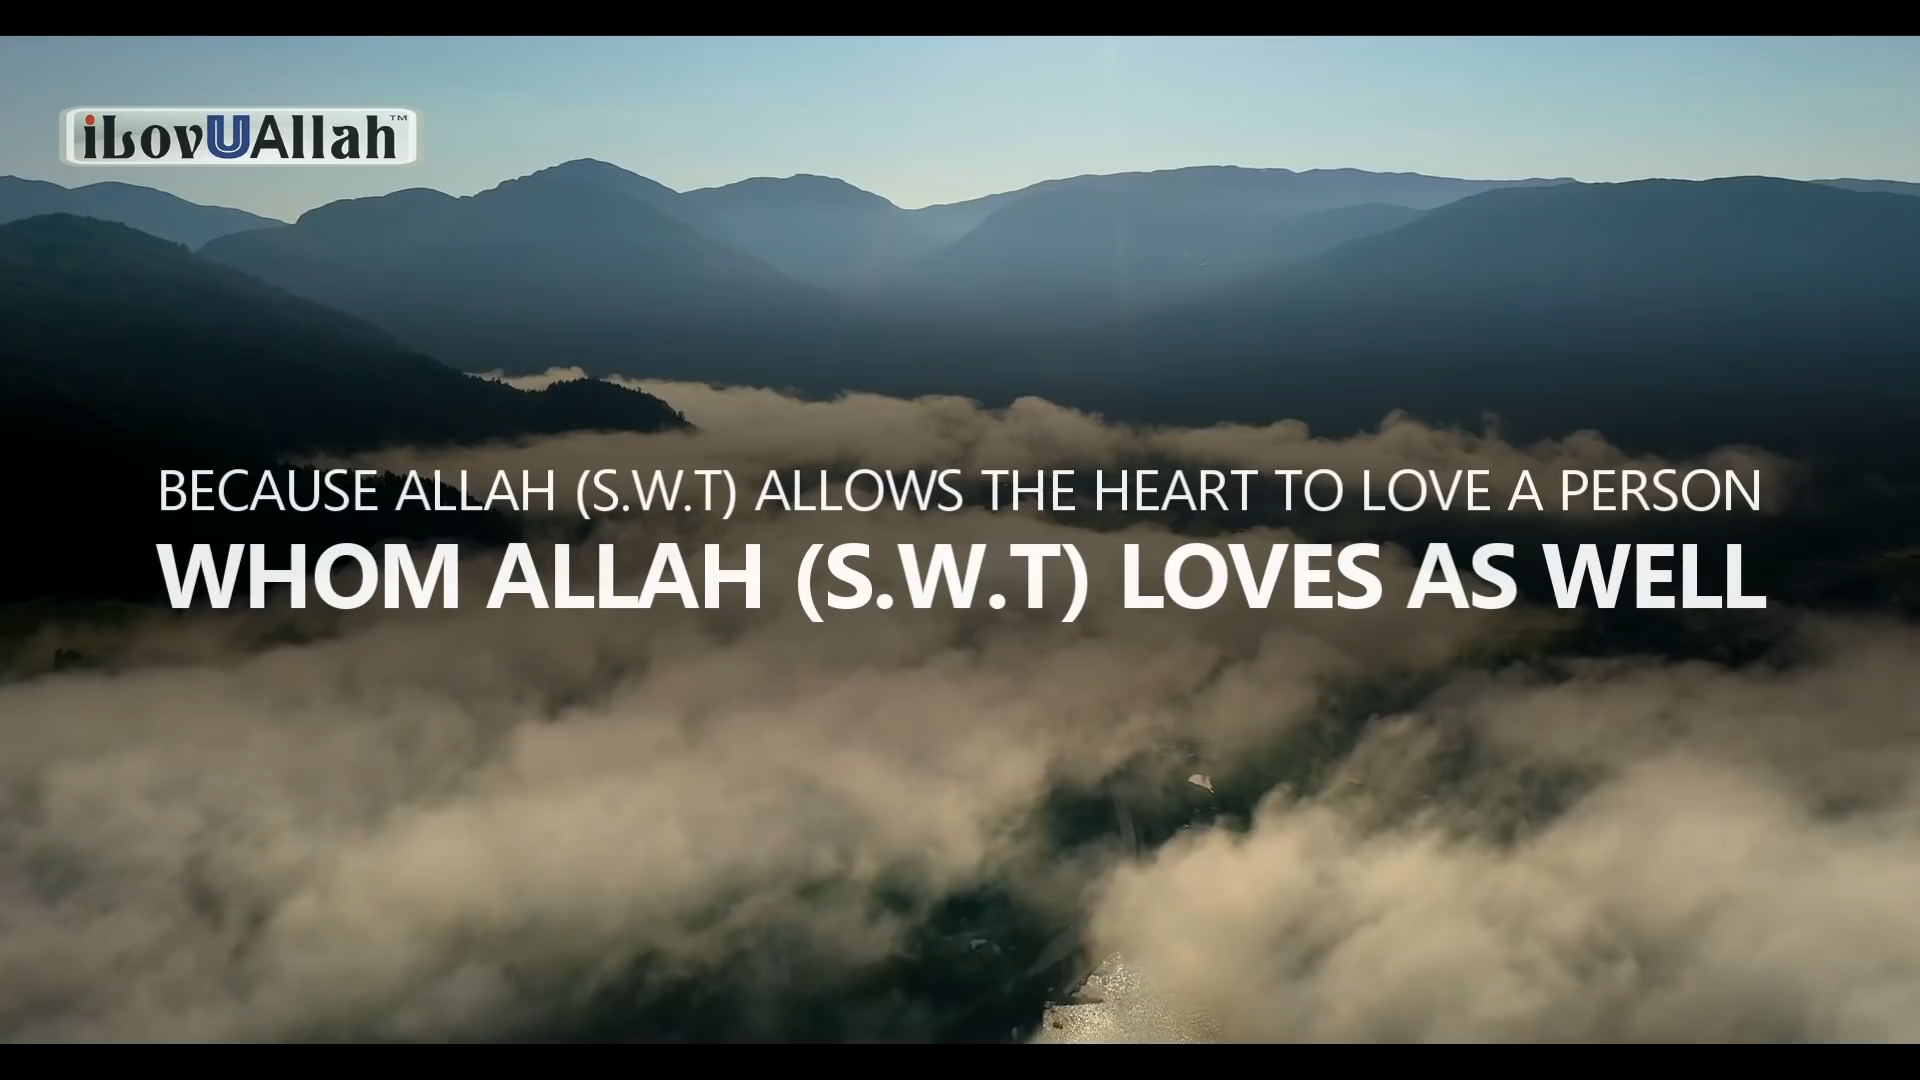 iLovUAllah™
BECAUSE ALLAH (S.W.T) ALLOWS THE HEART TO LOVE A PERSON
WHOM ALLAH (S.W.T) LOVES AS WELL